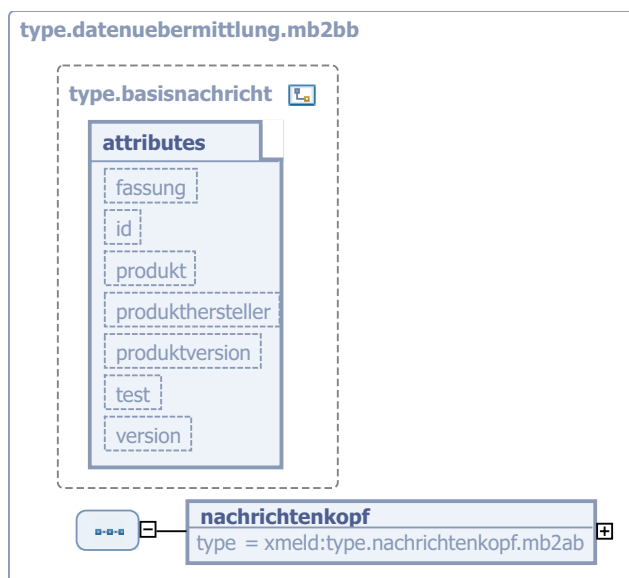 type.datenuebermittlung.mb2bb
type.basisnachricht
attributes
fassung
id
produkt
produkthersteller
produktversion
test
version
nachrichtenkopf
type = xmeld:type.nachrichtenkopf.mb2ab